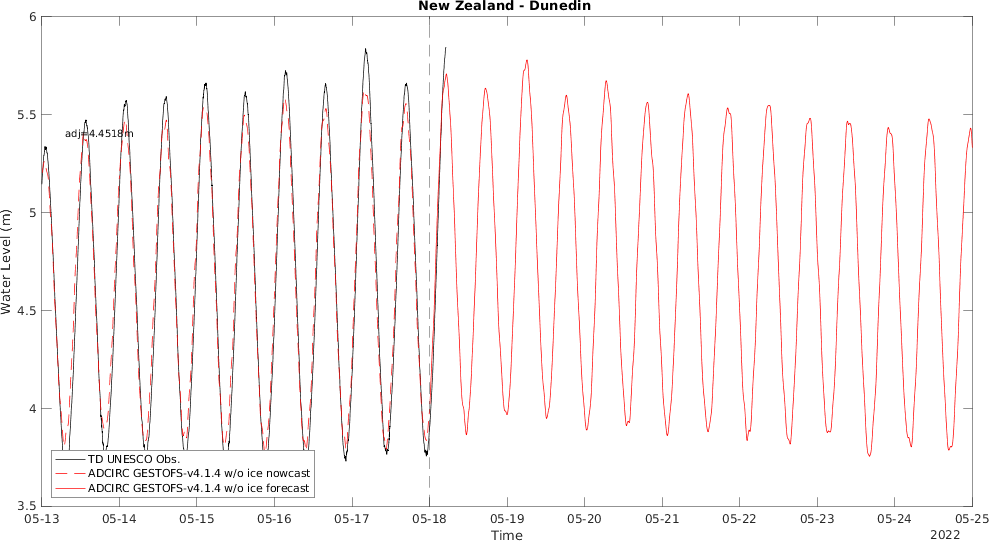 New Zealand - Dunedin
6
5.5
5
4.5
4
3.5
Water Level (m)
adj=4.4518m
TD UNESCO Obs.
ADCIRC GESTOFS-v4.1.4 w/o ice nowcast
ADCIRC GESTOFS-v4.1.4 w/o ice forecast
05-13 05-14 05-15 05-16 05-17 05-18 05-19 05-20 05-21 05-22 05-23 05-24 05-25
Time
2022